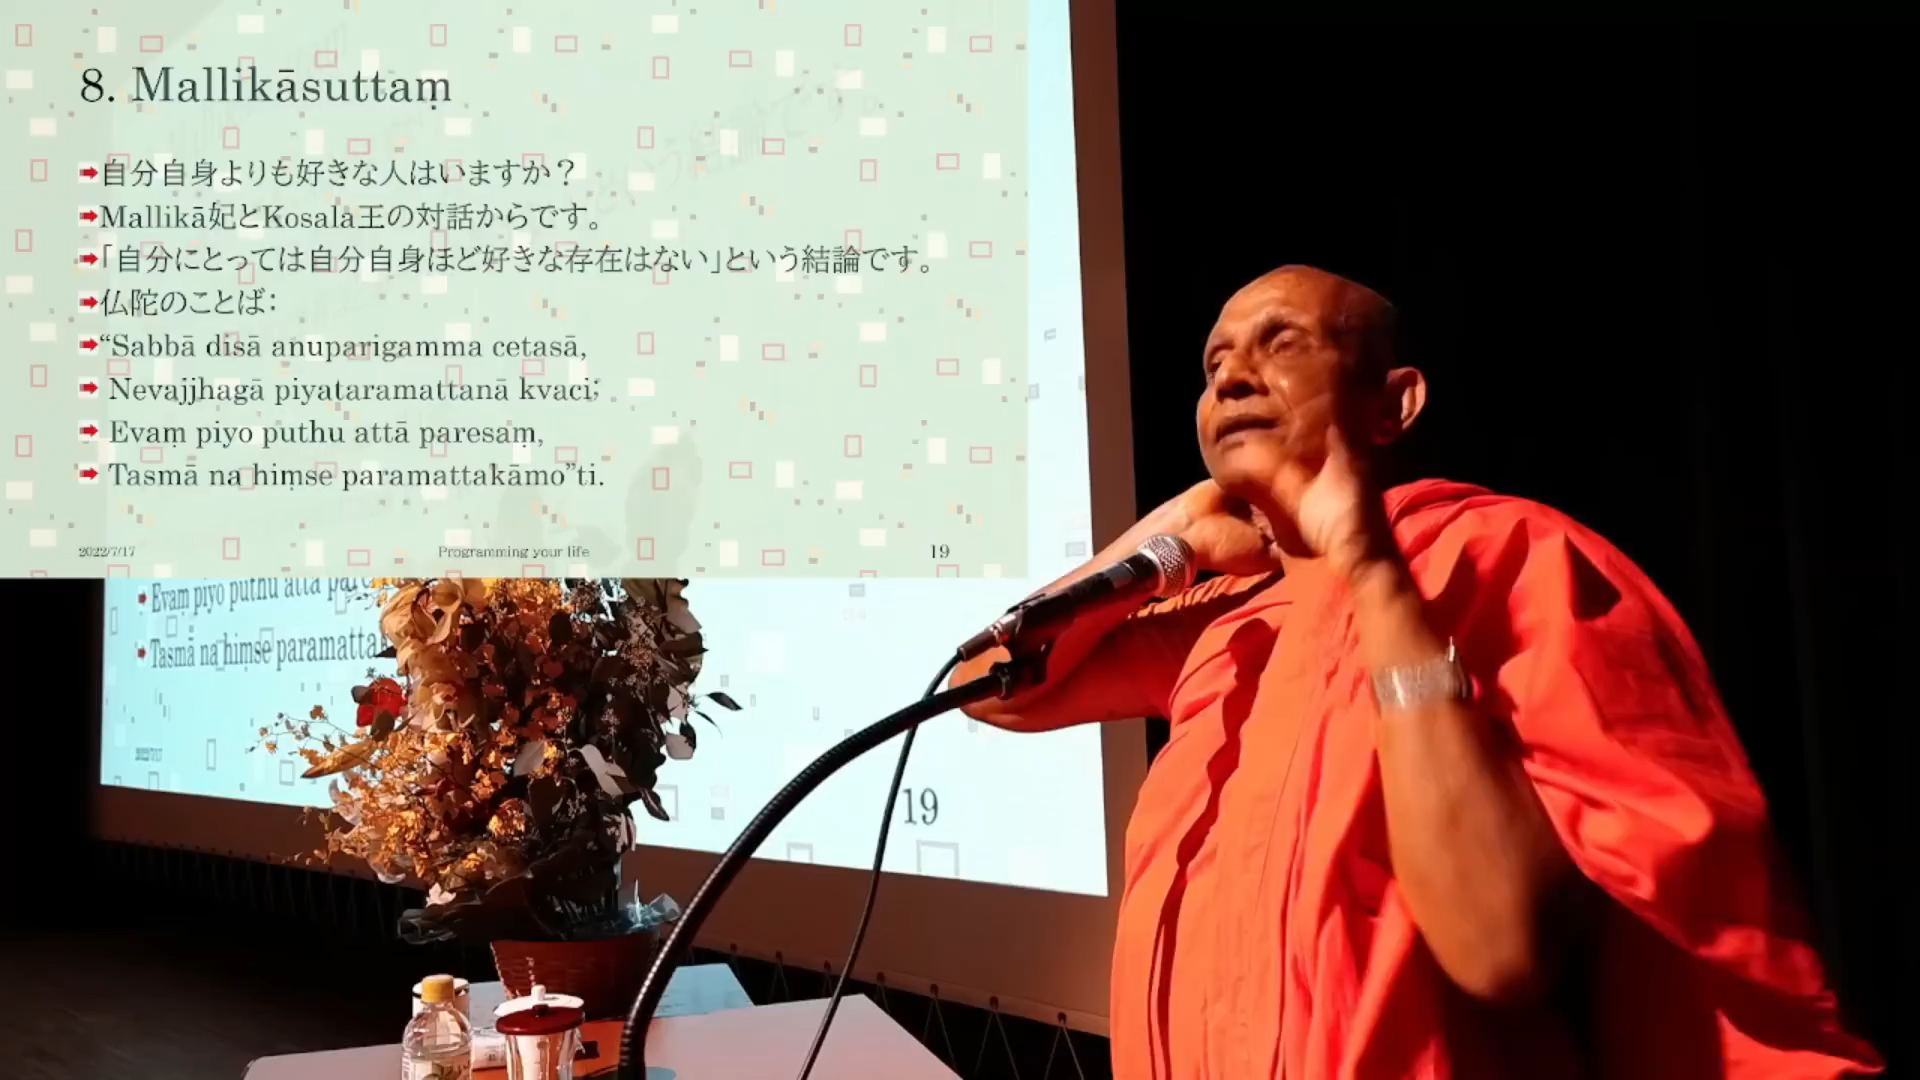 8. Mallikāsuttaṃ
自分自身よりも好きな人はいますか？
Mallikā妃とKosala王の対話からです。
「自分にとっては自分自身ほど好きな存在はない」という結論です。
仏陀のことば：
“Sabbā disā anuparigamma cetasā,
Nevajjhagā piyataramattanā kvaci;
Evaṃ piyo puthu attā paresaṃ,
Tasmā na hiṃse paramattakāmo”ti.
2022/7/17 Programming your life 19
Evaṃ piyo puthu attā
Tasmā na hiṃse paramatta
2022/7/17
19